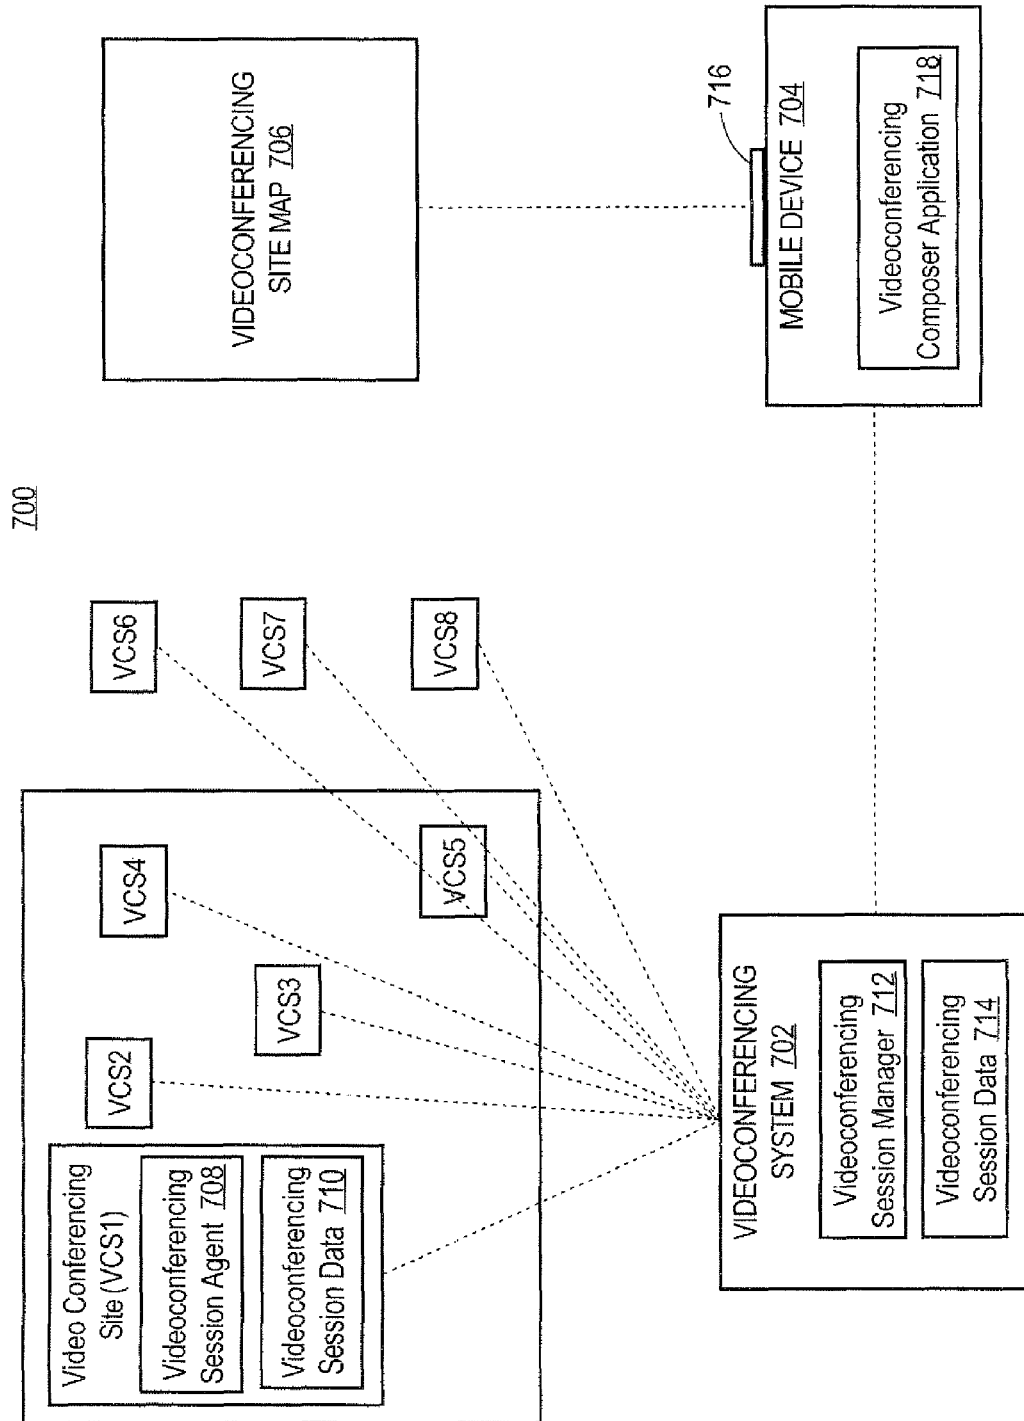 700
Video Conferencing
Site (VCS1)
Videoconferencing
Session Agent 708
Videoconferencing
Session Data 710
VCS2
VCS3
VCS4
VCS5
VCS6
VCS7
VCS8
VIDEOCONFERENCING
SITE MAP 706
VIDEOCONFERENCING
SYSTEM 702
Videoconferencing
Session Manager 712
Videoconferencing
Session Data 714
716
MOBILE DEVICE 704
Videoconferencing
Composer Application 718